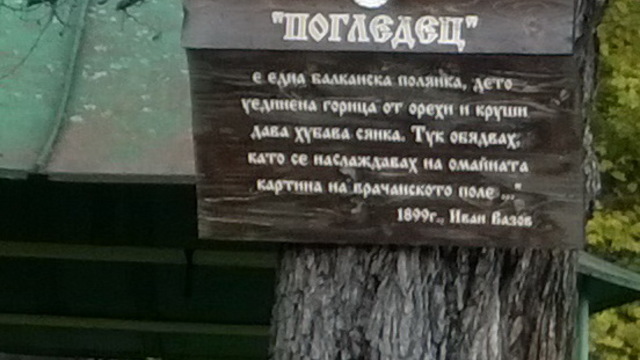 "ПОГЛЕДЕЦ"
е една балканска полянка, дето
уединена горица от орехи и круши
дава хубава сянка. Тук обядвах,
като се наслаждавах на омайната
картина на врачанското поле ..."
1899г., Иван Вазов